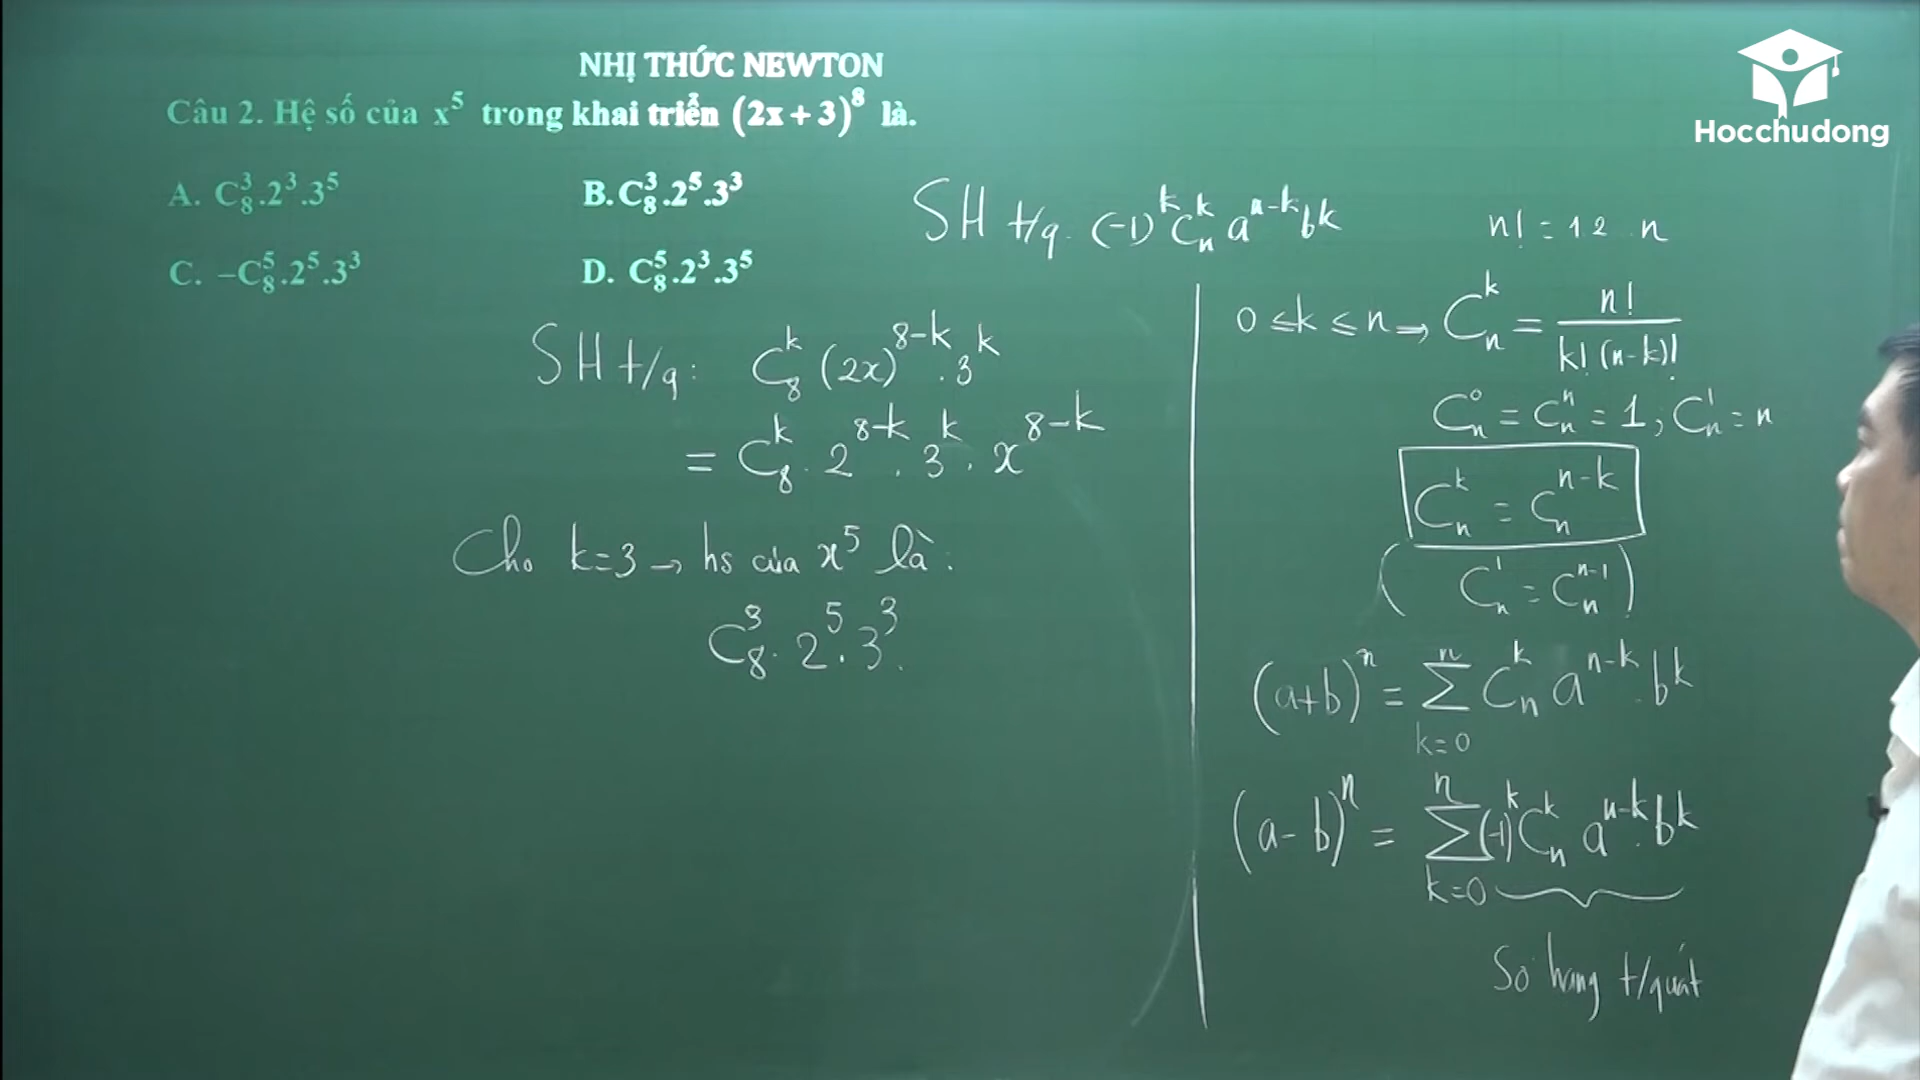 NHỊ THỨC NEWTON
Câu 2. Hệ số của x⁵ trong khai triển (2x + 3)⁸ là.
A. C₈³.2³.3⁵
B. C₈³.2⁵.3³
C. –C₈⁵.2⁵.3³
D. C₈⁵.2³.3⁵
SH t/q: C₈ᵏ (2x)⁸⁻ᵏ . 3ᵏ
= C₈ᵏ . 2⁸⁻ᵏ . 3ᵏ . x⁸⁻ᵏ
Cho k=3 → hs của x⁵ là:
C₈³ . 2⁵ . 3³.
SH t/q. (-1)ᵏ Cₙᵏ aⁿ⁻ᵏ bᵏ
n! = 1.2 . n
0 ≤ k ≤ n → Cₙᵏ = n! / k! (n-k)!
Cₙ⁰ = Cₙⁿ = 1 ; Cₙ¹ = n
Cₙᵏ = Cₙⁿ⁻ᵏ
( Cₙ¹ = Cₙⁿ⁻¹ )
(a+b)ⁿ = ∑ₖ₌₀ⁿ Cₙᵏ aⁿ⁻ᵏ . bᵏ
(a - b)ⁿ = ∑ₖ₌₀ⁿ (-1)ᵏ Cₙᵏ aⁿ⁻ᵏ . bᵏ
Số hạng t/quát
Hocchudong